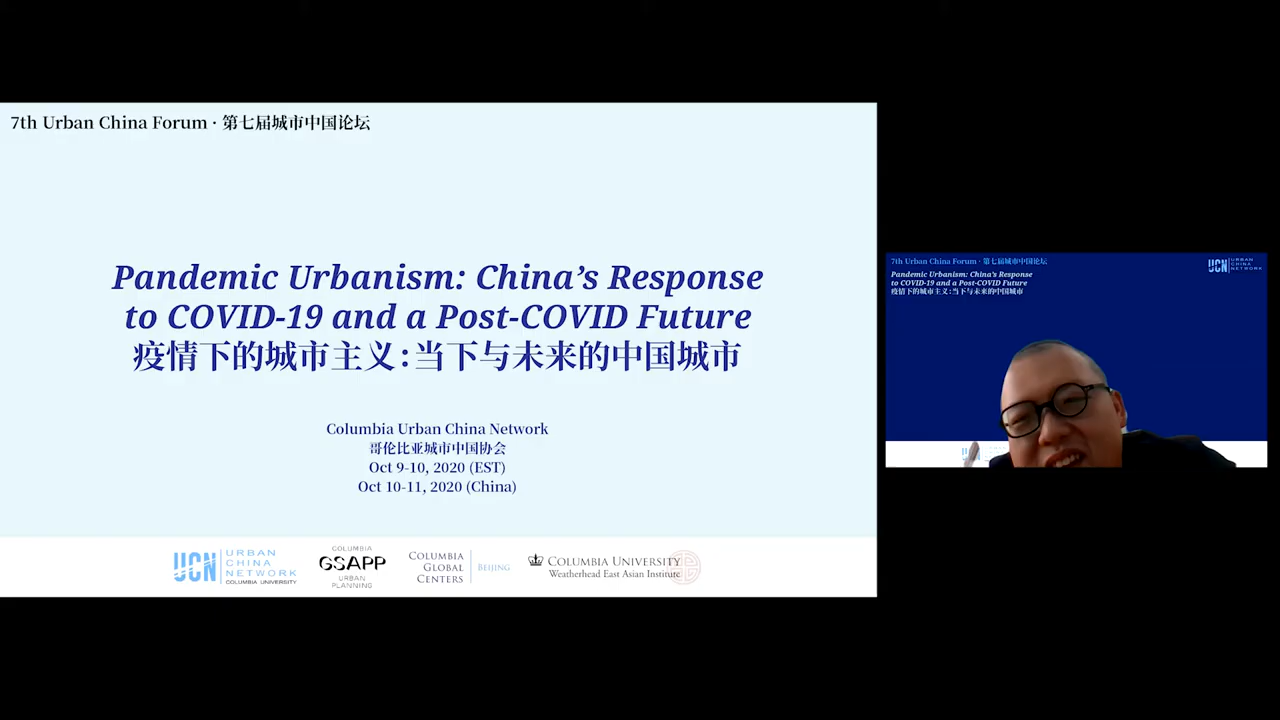 7th Urban China Forum · 第七届城市中国论坛
Pandemic Urbanism: China's Response
to COVID-19 and a Post-COVID Future
疫情下的城市主义:当下与未来的中国城市
Columbia Urban China Network
哥伦比亚城市中国协会
Oct 9-10, 2020 (EST)
Oct 10-11, 2020 (China)
UCN
URBAN
CHINA
NETWORK
COLUMBIA UNIVERSITY
COLUMBIA
GSAPP
URBAN
PLANNING
COLUMBIA
GLOBAL
CENTERS
BEIJING
COLUMBIA UNIVERSITY
Weatherhead East Asian Institute
7th Urban China Forum · 第七届城市中国论坛
Pandemic Urbanism: China's Response
to COVID-19 and a Post-COVID Future
疫情下的城市主义:当下与未来的中国城市
UCN
URBAN
CHINA
NETWORK